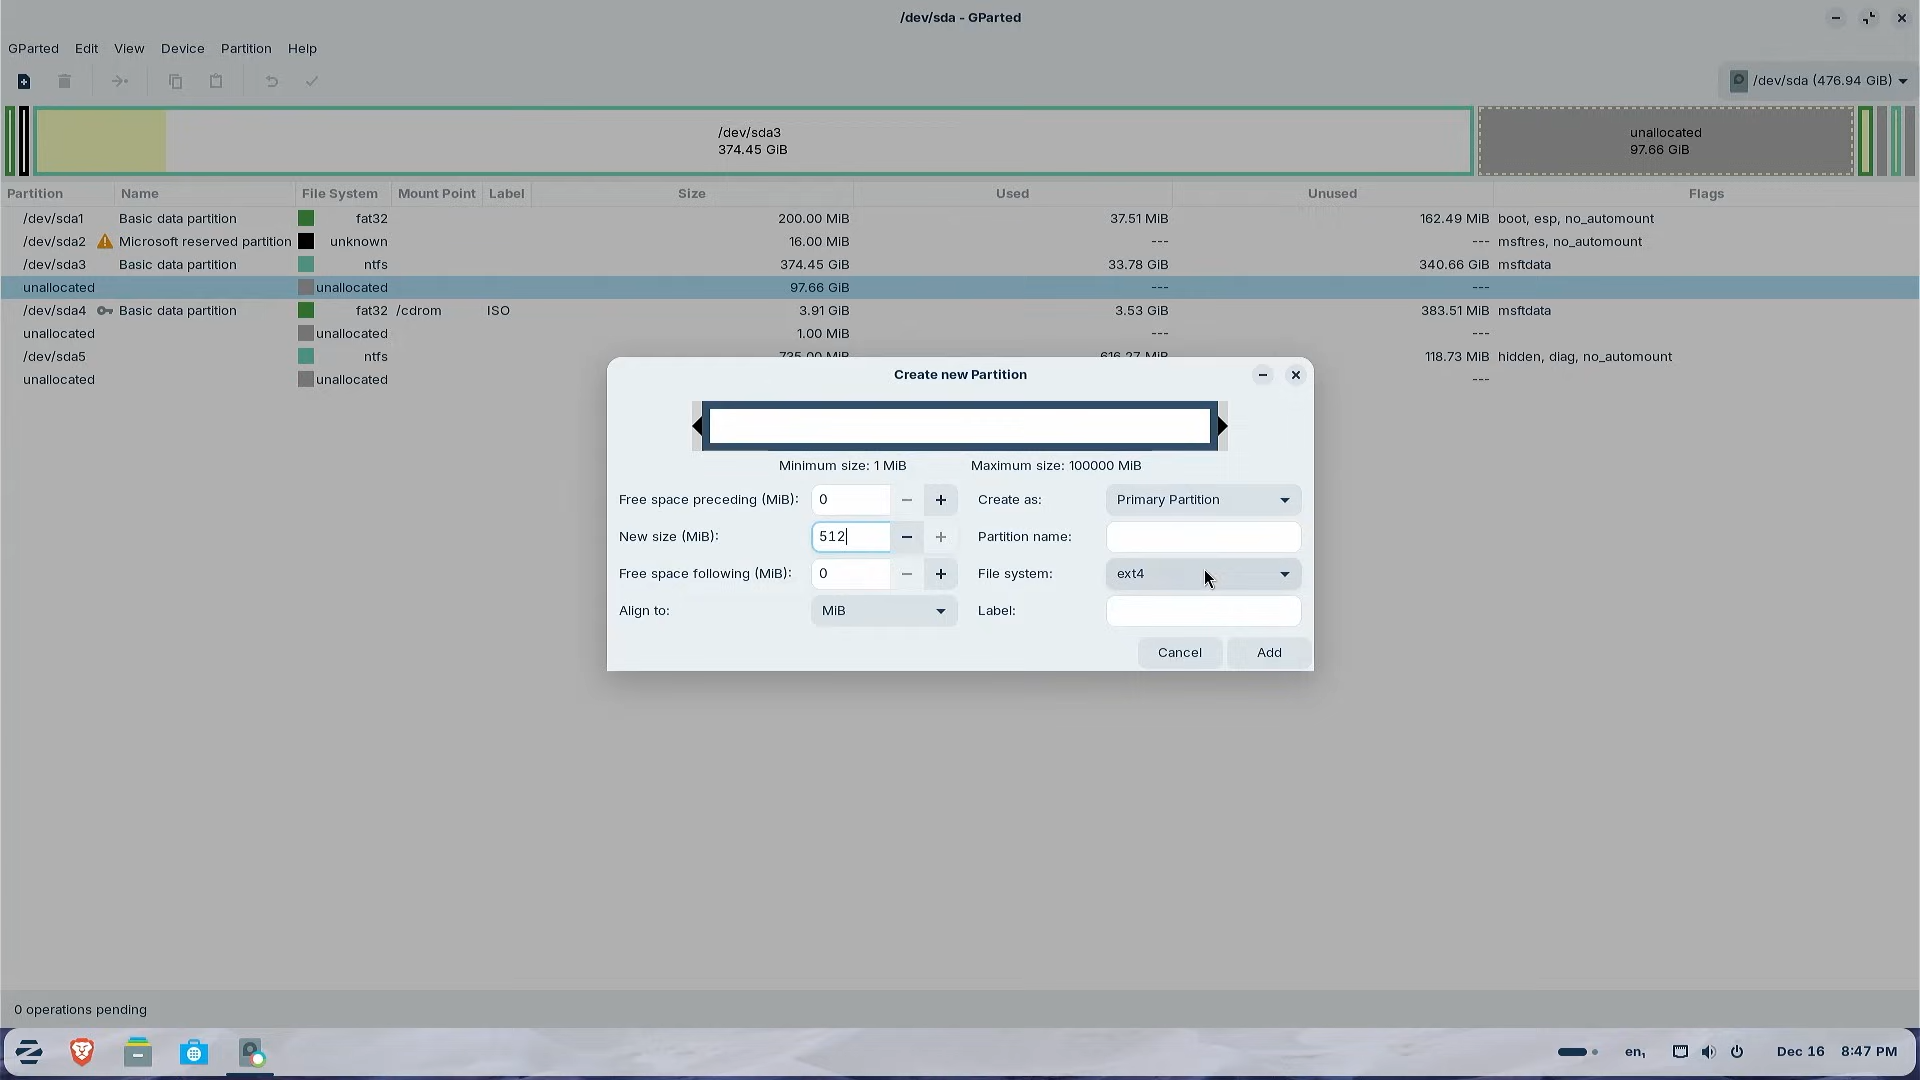 /dev/sda - GParted
GParted Edit View Device Partition Help
/dev/sda (476.94 GiB)
/dev/sda3
374.45 GiB
unallocated
97.66 GiB
Partition Name File System Mount Point Label Size Used Unused Flags
/dev/sda1 Basic data partition fat32 200.00 MiB 37.51 MiB 162.49 MiB boot, esp, no_automount
/dev/sda2 Microsoft reserved partition unknown 16.00 MiB --- --- msftres, no_automount
/dev/sda3 Basic data partition ntfs 374.45 GiB 33.78 GiB 340.66 GiB msftdata
unallocated unallocated 97.66 GiB --- ---
/dev/sda4 Basic data partition fat32 /cdrom ISO 3.91 GiB 3.53 GiB 383.51 MiB msftdata
unallocated unallocated 1.00 MiB --- ---
/dev/sda5 ntfs 735.00 MiB 616.27 MiB 118.73 MiB hidden, diag, no_automount
unallocated unallocated ---
Create new Partition
Minimum size: 1 MiB Maximum size: 100000 MiB
Free space preceding (MiB): 0 Create as: Primary Partition
New size (MiB): 512 Partition name:
Free space following (MiB): 0 File system: ext4
Align to: MiB Label:
Cancel Add
0 operations pending
en, Dec 16 8:47 PM